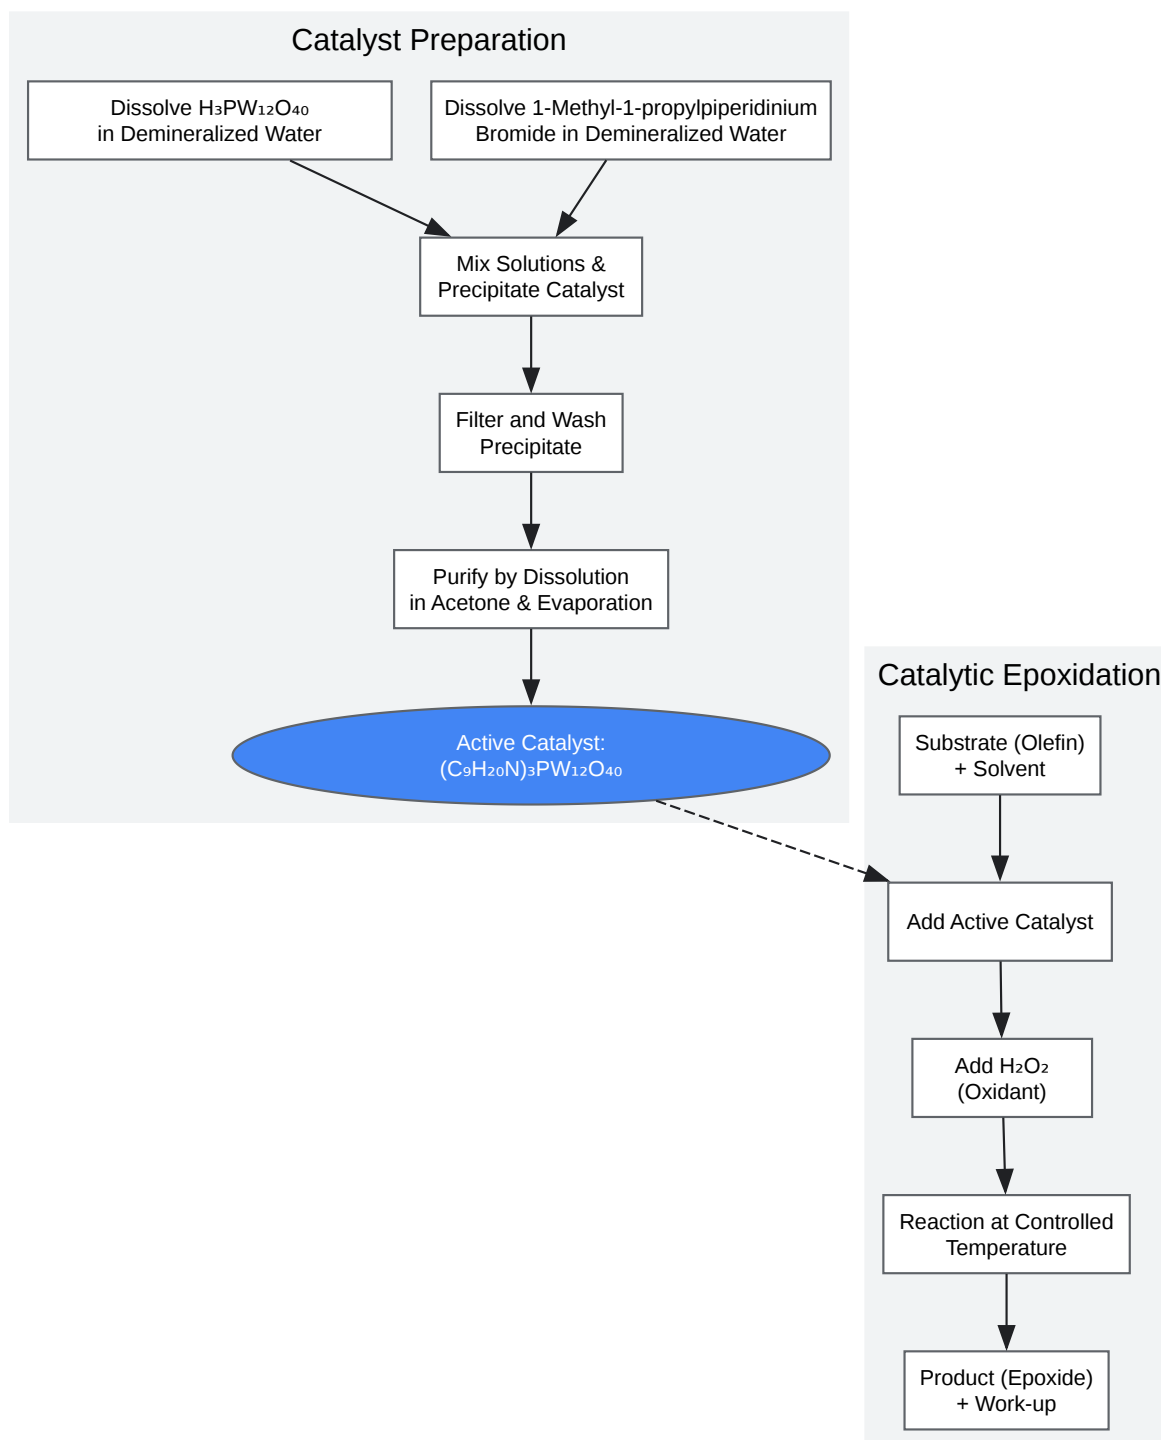 Catalyst Preparation
Dissolve H₃PW₁₂O₄₀
in Demineralized Water
Dissolve 1-Methyl-1-propylpiperidinium
Bromide in Demineralized Water
Mix Solutions &
Precipitate Catalyst
Filter and Wash
Precipitate
Purify by Dissolution
in Acetone & Evaporation
Active Catalyst:
(C₉H₂₀N)₃PW₁₂O₄₀
Catalytic Epoxidation
Substrate (Olefin)
+ Solvent
Add Active Catalyst
Add H₂O₂
(Oxidant)
Reaction at Controlled
Temperature
Product (Epoxide)
+ Work-up